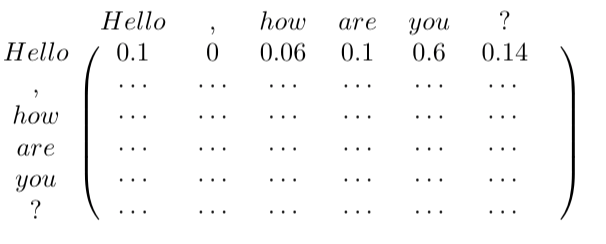 Hello , how are you ?
Hello 0.1 0 0.06 0.1 0.6 0.14
, ... ... ... ... ... ...
how ... ... ... ... ... ...
are ... ... ... ... ... ...
you ... ... ... ... ... ...
? ... ... ... ... ... ...